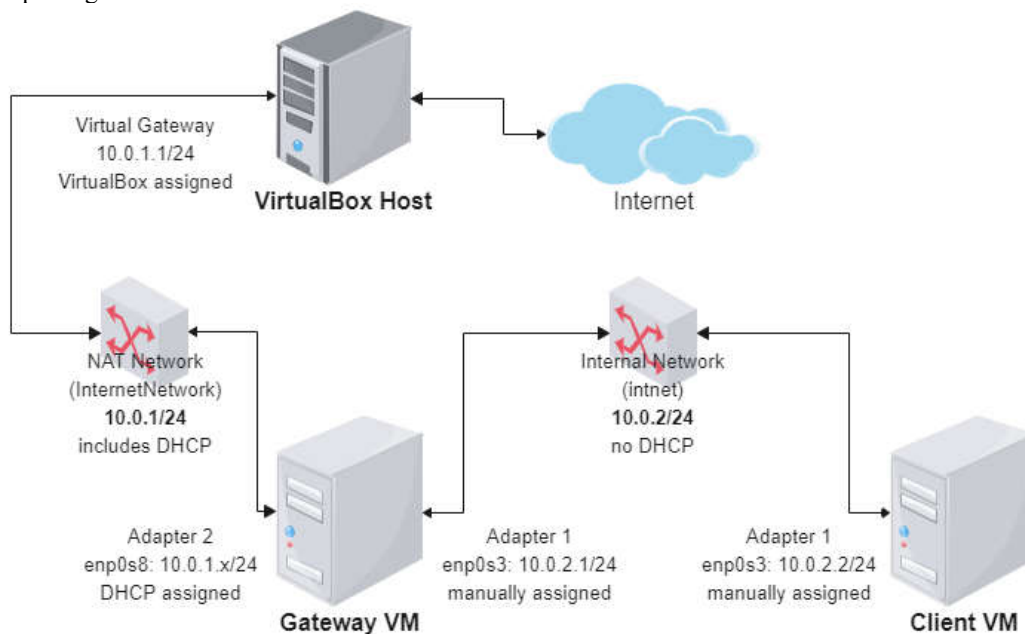 Virtual Gateway
10.0.1.1/24
VirtualBox assigned
VirtualBox Host
Internet
NAT Network
(InternetNetwork)
10.0.1/24
includes DHCP
Internal Network
(intnet)
10.0.2/24
no DHCP
Adapter 2
enp0s8: 10.0.1.x/24
DHCP assigned
Gateway VM
Adapter 1
enp0s3: 10.0.2.1/24
manually assigned
Adapter 1
enp0s3: 10.0.2.2/24
manually assigned
Client VM